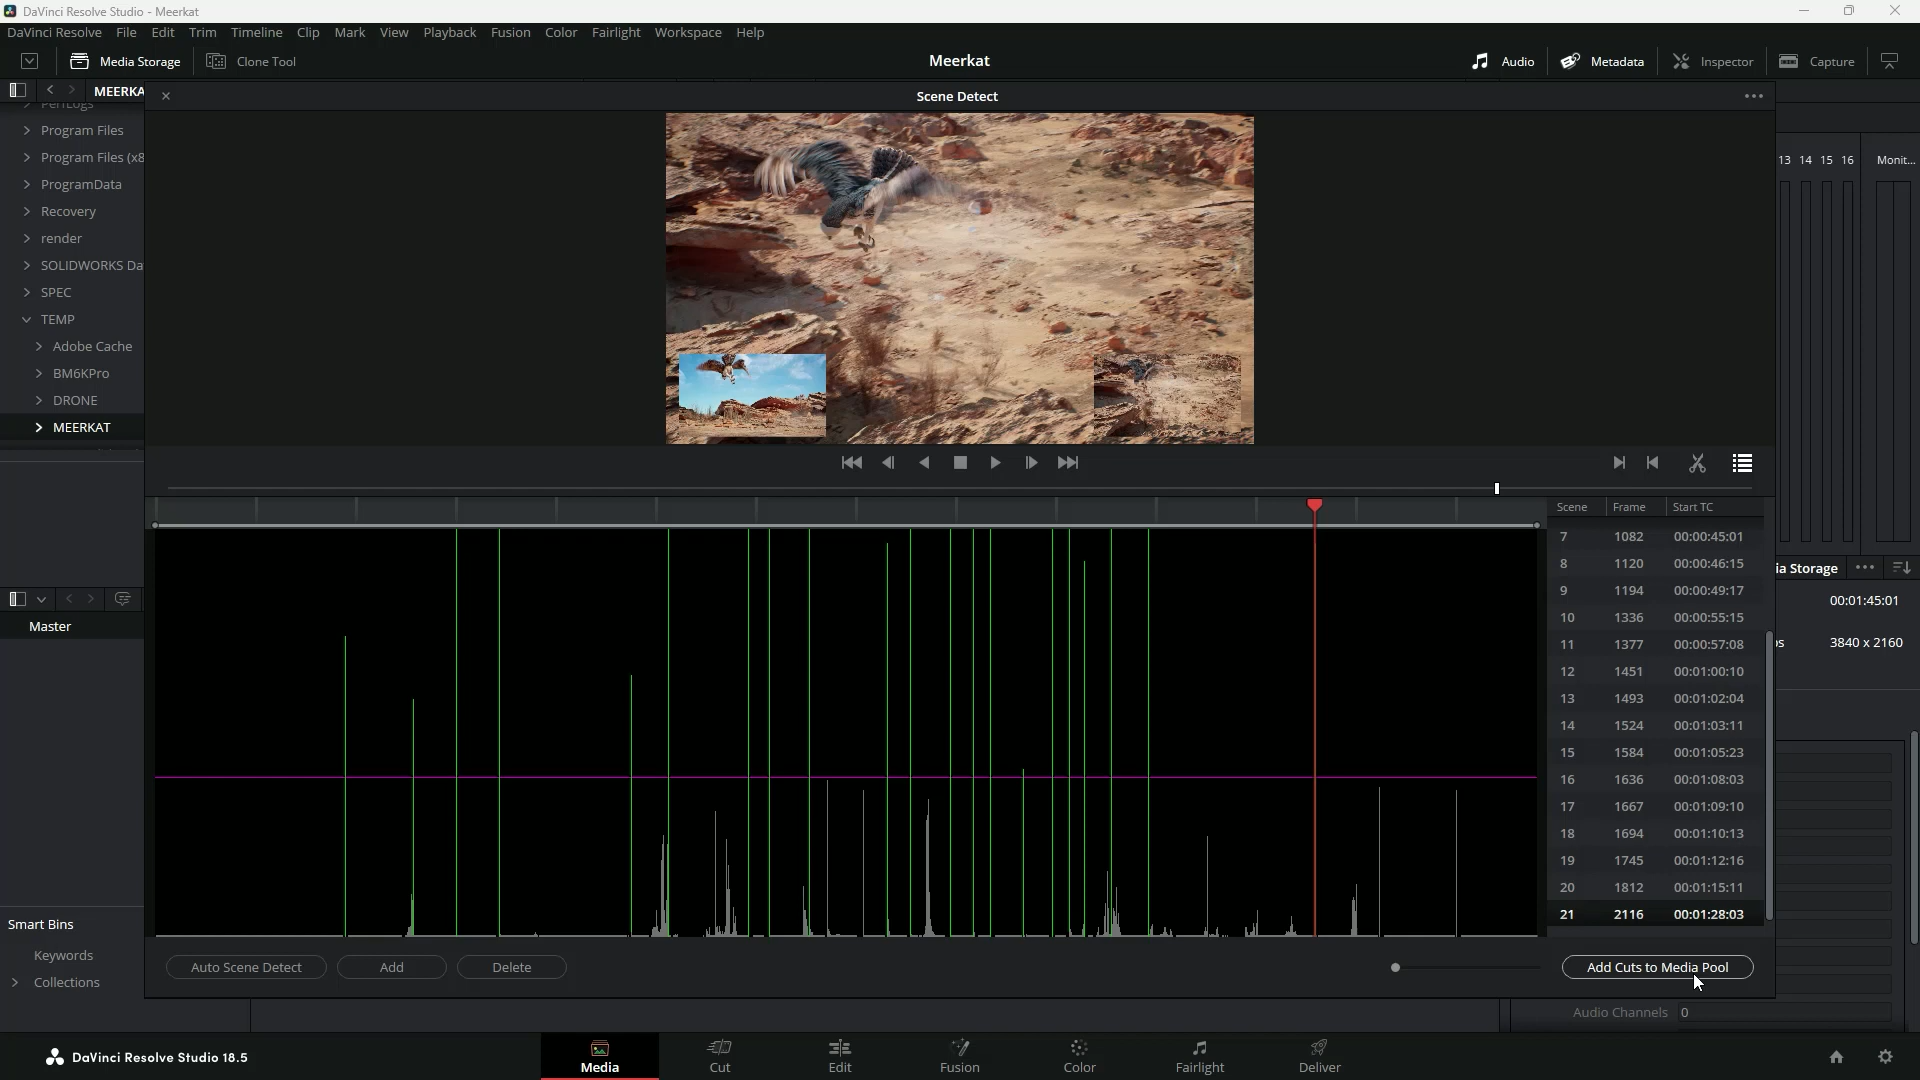 DaVinci Resolve Studio - Meerkat
DaVinci Resolve File Edit Trim Timeline Clip Mark View Playback Fusion Color Fairlight Workspace Help
Media Storage Clone Tool Meerkat Audio Metadata Inspector Capture
MEERKA
Scene Detect
PerfLogs
Program Files
Program Files (x8
ProgramData
Recovery
render
SOLIDWORKS Da
SPEC
TEMP
Adobe Cache
BM6KPro
DRONE
MEERKAT
13 14 15 16 Monit...
Scene Frame Start TC
7 1082 00:00:45:01
8 1120 00:00:46:15
9 1194 00:00:49:17
10 1336 00:00:55:15
11 1377 00:00:57:08
12 1451 00:01:00:10
13 1493 00:01:02:04
14 1524 00:01:03:11
15 1584 00:01:05:23
16 1636 00:01:08:03
17 1667 00:01:09:10
18 1694 00:01:10:13
19 1745 00:01:12:16
20 1812 00:01:15:11
21 2116 00:01:28:03
ia Storage
00:01:45:01
3840 x 2160
Master
Smart Bins
Keywords
Collections
Auto Scene Detect Add Delete Add Cuts to Media Pool
Audio Channels 0
DaVinci Resolve Studio 18.5
Media Cut Edit Fusion Color Fairlight Deliver